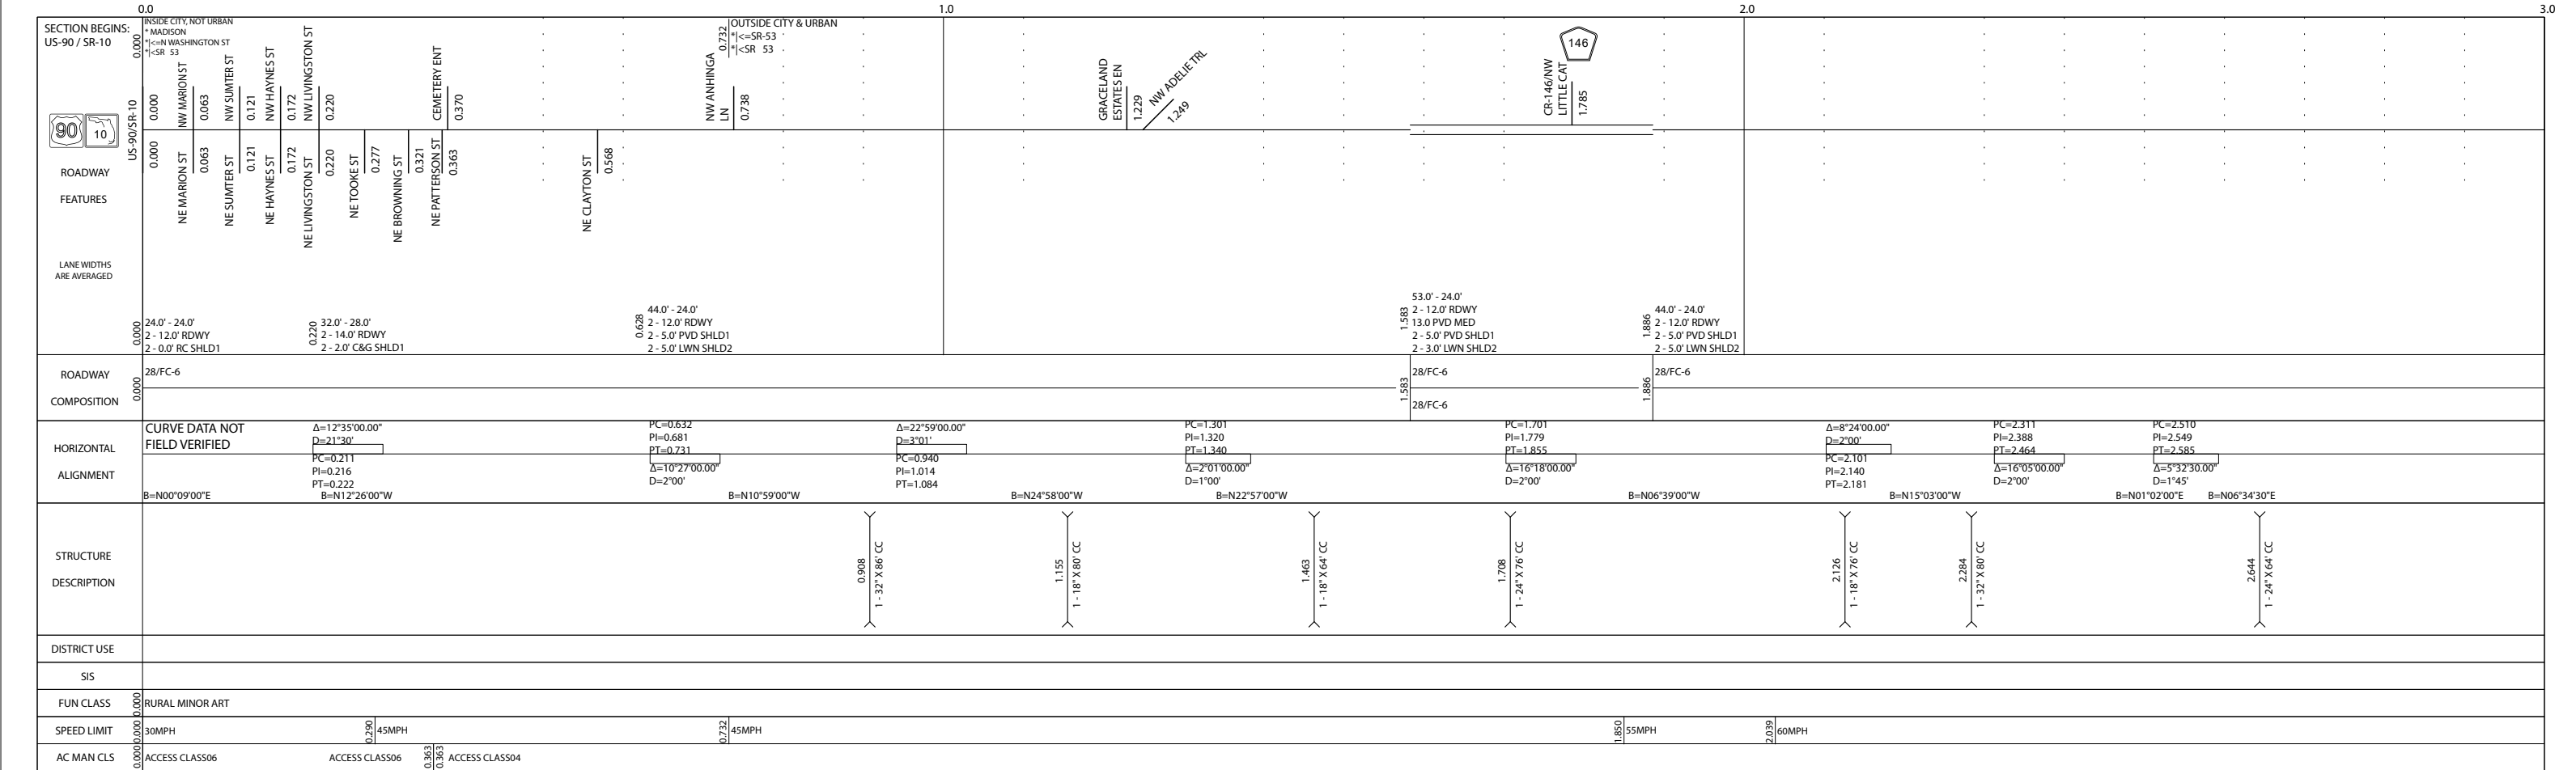 0.0
1.0
2.0
3.0
SECTION BEGINS:
US-90 / SR-10
0.000
INSIDE CITY, NOT URBAN
* MADISON
*|<=N WASHINGTON ST
*|<SR 53
0.732
OUTSIDE CITY & URBAN
*|<=SR-53
*|<SR 53
90
10
US-90/SR-10
0.000
NW MARION ST
0.063
NW SUMTER ST
0.121
NW HAYNES ST
0.172
NW LIVINGSTON ST
0.220
CEMETERY ENT
0.370
NW ANHINGA
LN
0.738
GRACELAND
ESTATES EN
1.229
NW ADELIE TRL
1.249
146
CR-146/NW
LITTLE CAT
1.785
ROADWAY
FEATURES
0.000
NE MARION ST
0.063
NE SUMTER ST
0.121
NE HAYNES ST
0.172
NE LIVINGSTON ST
0.220
NE TOOKE ST
0.277
NE BROWNING ST
0.321
NE PATTERSON ST
0.363
NE CLAYTON ST
0.568
LANE WIDTHS
ARE AVERAGED
0.000
24.0' - 24.0'
2 - 12.0' RDWY
2 - 0.0' RC SHLD1
0.220
32.0' - 28.0'
2 - 14.0' RDWY
2 - 2.0' C&G SHLD1
0.628
44.0' - 24.0'
2 - 12.0' RDWY
2 - 5.0' PVD SHLD1
2 - 5.0' LWN SHLD2
1.583
53.0' - 24.0'
2 - 12.0' RDWY
13.0 PVD MED
2 - 5.0' PVD SHLD1
2 - 3.0' LWN SHLD2
1.886
44.0' - 24.0'
2 - 12.0' RDWY
2 - 5.0' PVD SHLD1
2 - 5.0' LWN SHLD2
ROADWAY
COMPOSITION
0.000
28/FC-6
1.583
28/FC-6
28/FC-6
1.886
28/FC-6
HORIZONTAL
ALIGNMENT
CURVE DATA NOT
FIELD VERIFIED
Δ=12°35'00.00"
D=21°30'
PC=0.211
PI=0.216
PT=0.222
PC=0.632
PI=0.681
PT=0.731
Δ=10°27'00.00"
D=2°00'
Δ=22°59'00.00"
D=3°01'
PC=0.940
PI=1.014
PT=1.084
PC=1.301
PI=1.320
PT=1.340
Δ=2°01'00.00"
D=1°00'
PC=1.701
PI=1.779
PT=1.855
Δ=16°18'00.00"
D=2°00'
Δ=8°24'00.00"
D=2°00'
PC=2.101
PI=2.140
PT=2.181
PC=2.311
PI=2.388
PT=2.464
Δ=16°05'00.00"
D=2°00'
PC=2.510
PI=2.549
PT=2.585
Δ=5°32'30.00"
D=1°45'
B=N00°09'00"E
B=N12°26'00"W
B=N10°59'00"W
B=N24°58'00"W
B=N22°57'00"W
B=N06°39'00"W
B=N15°03'00"W
B=N01°02'00"E
B=N06°34'30"E
STRUCTURE
DESCRIPTION
0.908
1 - 32" X 86' CC
1.155
1 - 18" X 80' CC
1.463
1 - 18" X 64' CC
1.708
1 - 24" X 76' CC
2.126
1 - 18" X 76' CC
2.284
1 - 32" X 80' CC
2.644
1 - 24" X 64' CC
DISTRICT USE
SIS
FUN CLASS
0.000
RURAL MINOR ART
SPEED LIMIT
0.000
30MPH
0.290
45MPH
0.732
45MPH
1.850
55MPH
2.039
60MPH
AC MAN CLS
0.000
ACCESS CLASS06
ACCESS CLASS06
0.363
0.363
ACCESS CLASS04